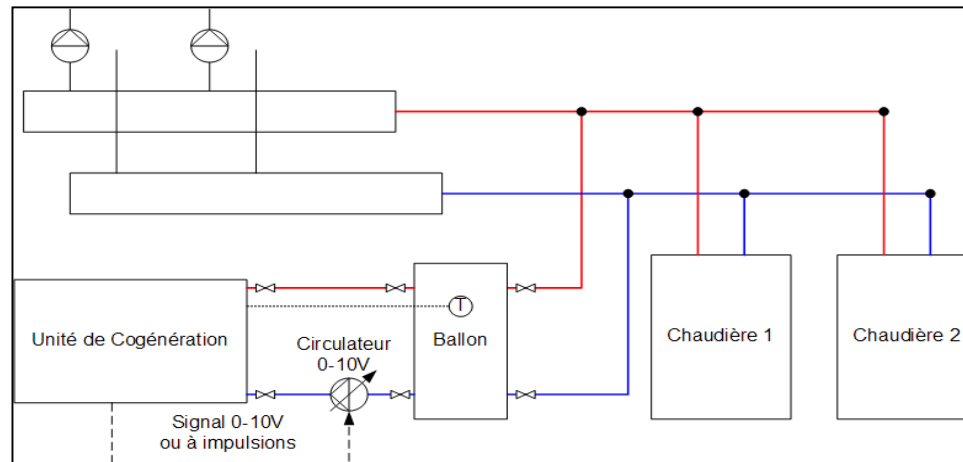 Unité de Cogénération
Circulateur
0-10V
T
Ballon
Chaudière 1
Chaudière 2
Signal 0-10V
ou à impulsions